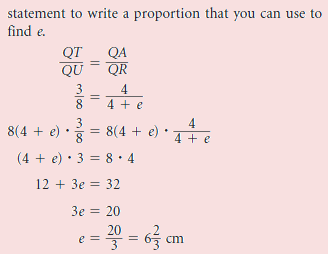 statement to write a proportion that you can use to
find e.
QT/QU = QA/QR
3/8 = 4/(4 + e)
8(4 + e) · 3/8 = 8(4 + e) · 4/(4 + e)
(4 + e) · 3 = 8 · 4
12 + 3e = 32
3e = 20
e = 20/3 = 6 2/3 cm